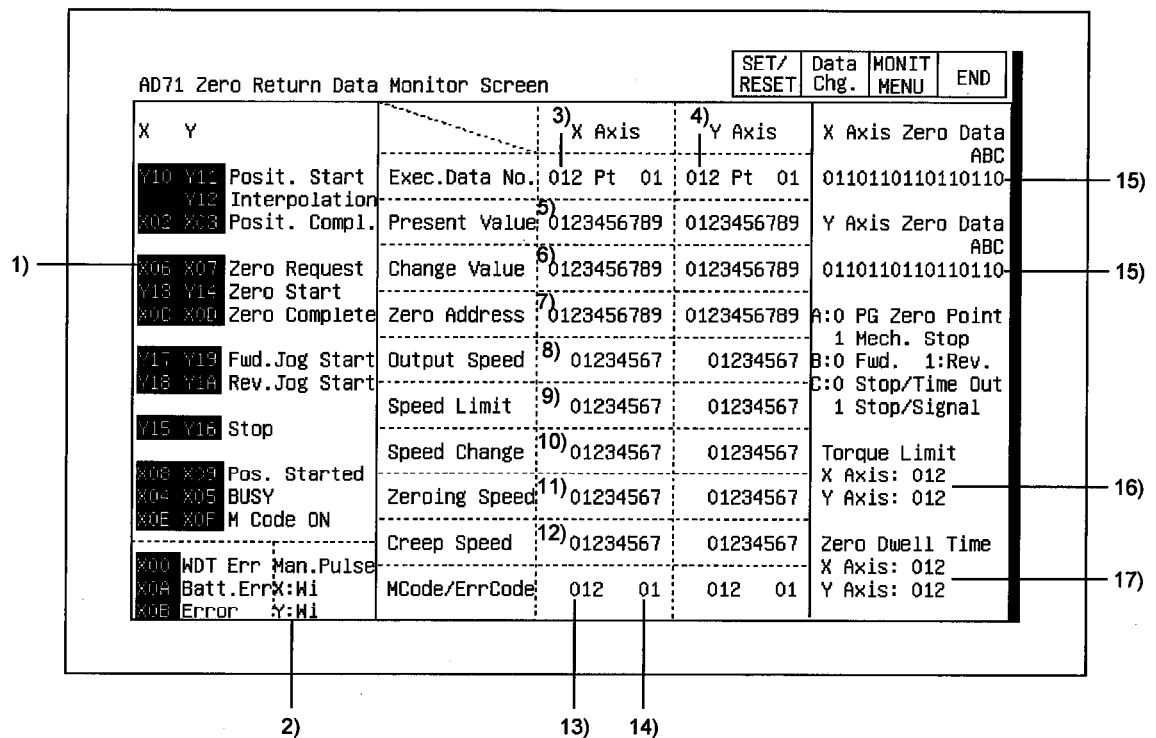 AD71 Zero Return Data Monitor Screen
SET/ RESET
Data Chg.
MONIT MENU
END
X Y
Y10 Y11 Posit. Start
Y12 Interpolation
X02 X03 Posit. Compl.
1)
X06 X07 Zero Request
Y13 Y14 Zero Start
X0C X0D Zero Complete
Y17 Y19 Fwd.Jog Start
Y18 Y1A Rev.Jog Start
Y15 Y16 Stop
X08 X09 Pos. Started
X04 X05 BUSY
X0E X0F M Code ON
X00 WDT Err Man.Pulse
X0A Batt.Err X:Wi
X0B Error Y:Wi
2)
3) X Axis 4) Y Axis
Exec.Data No. 012 Pt 01 012 Pt 01
Present Value 5) 0123456789 0123456789
Change Value 6) 0123456789 0123456789
Zero Address 7) 0123456789 0123456789
Output Speed 8) 01234567 01234567
Speed Limit 9) 01234567 01234567
Speed Change 10) 01234567 01234567
Zeroing Speed 11) 01234567 01234567
Creep Speed 12) 01234567 01234567
MCode/ErrCode 012 01 012 01
13) 14)
X Axis Zero Data
ABC
0110110110110110 15)
Y Axis Zero Data
ABC
0110110110110110 15)
A:0 PG Zero Point
1 Mech. Stop
B:0 Fwd. 1:Rev.
C:0 Stop/Time Out
1 Stop/Signal
Torque Limit
X Axis: 012
Y Axis: 012
16)
Zero Dwell Time
X Axis: 012
Y Axis: 012
17)